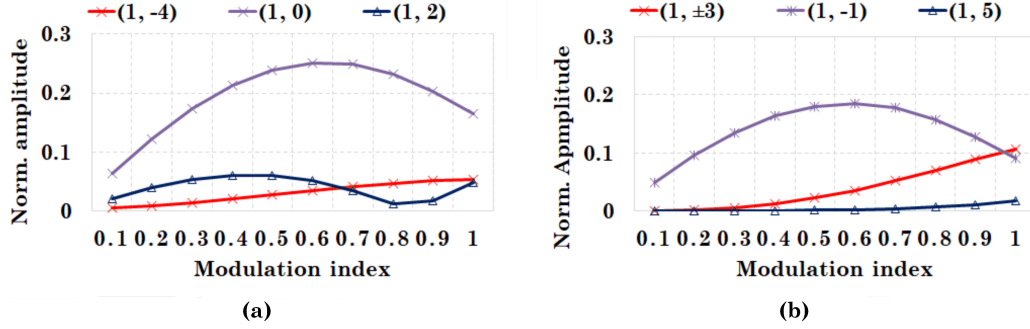 (1, -4) (1, 0) (1, 2)
0.3
0.2
0.1
0
Norm. amplitude
0.1 0.2 0.3 0.4 0.5 0.6 0.7 0.8 0.9 1
Modulation index
(a)
(1, ±3) (1, -1) (1, 5)
0.3
0.2
0.1
0
Norm. Apmplitude
0.1 0.2 0.3 0.4 0.5 0.6 0.7 0.8 0.9 1
Modulation index
(b)